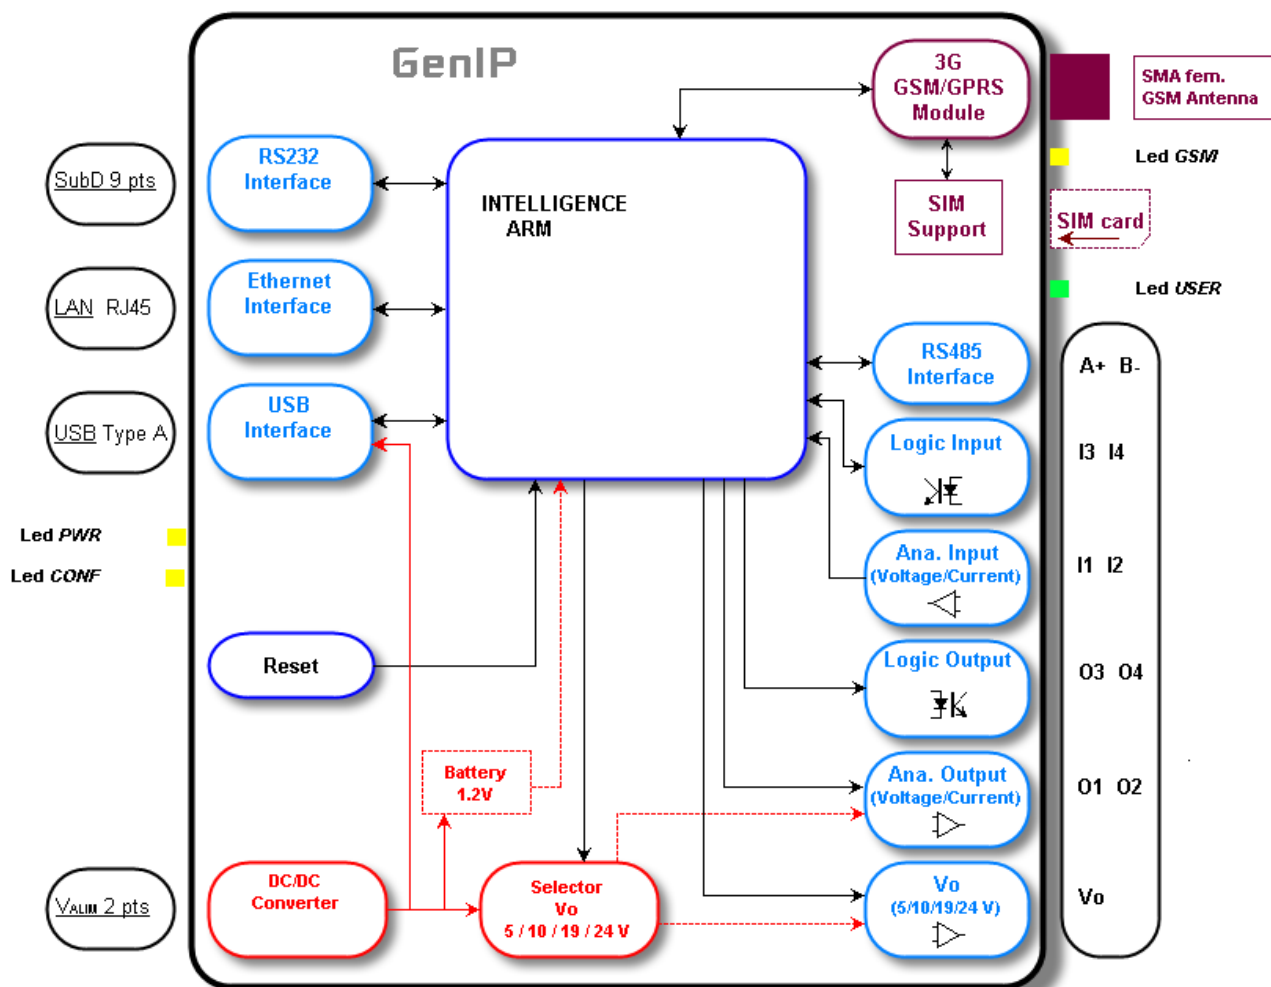 GenIP
3G
GSM/GPRS
Module
SMA fem.
GSM Antenna
SubD 9 pts
RS232
Interface
Led GSM
INTELLIGENCE
ARM
SIM
Support
SIM card
LAN RJ45
Ethernet
Interface
Led USER
RS485
Interface
A+ B-
USB Type A
USB
Interface
Logic Input
I3 I4
Led PWR
Led CONF
Ana. Input
(Voltage/Current)
I1 I2
Reset
Logic Output
O3 O4
Battery
1.2V
Ana. Output
(Voltage/Current)
O1 O2
VALIM 2 pts
DC/DC
Converter
Selector
Vo
5 / 10 / 19 / 24 V
Vo
(5/10/19/24 V)
Vo